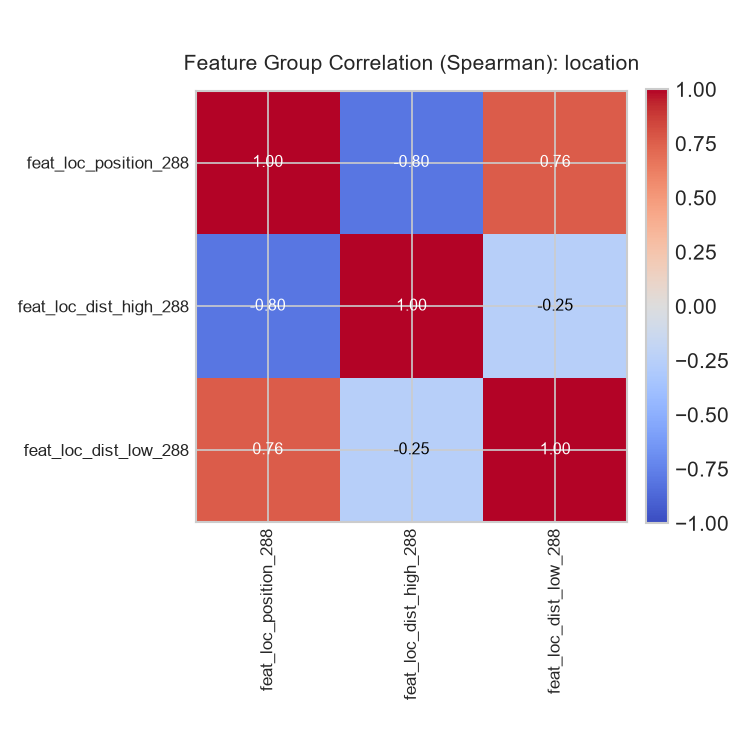 Feature Group Correlation (Spearman): location
feat_loc_position_288
1.00
-0.80
0.76
feat_loc_dist_high_288
-0.80
1.00
-0.25
feat_loc_dist_low_288
0.76
-0.25
1.00
feat_loc_position_288
feat_loc_dist_high_288
feat_loc_dist_low_288
1.00
0.75
0.50
0.25
0.00
−0.25
−0.50
−0.75
−1.00